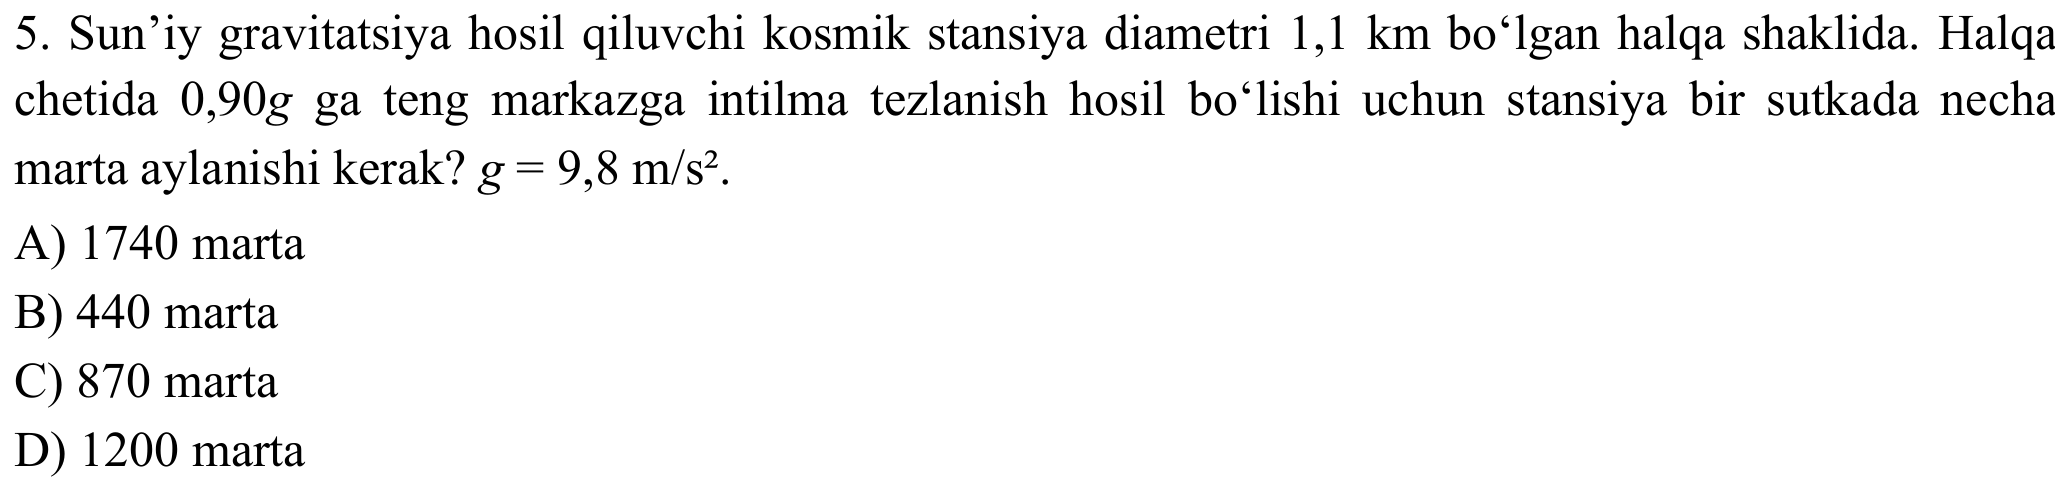 5. Sun’iy gravitatsiya hosil qiluvchi kosmik stansiya diametri 1,1 km bo‘lgan halqa shaklida. Halqa
chetida 0,90g ga teng markazga intilma tezlanish hosil bo‘lishi uchun stansiya bir sutkada necha
marta aylanishi kerak? g = 9,8 m/s².
A) 1740 marta
B) 440 marta
C) 870 marta
D) 1200 marta